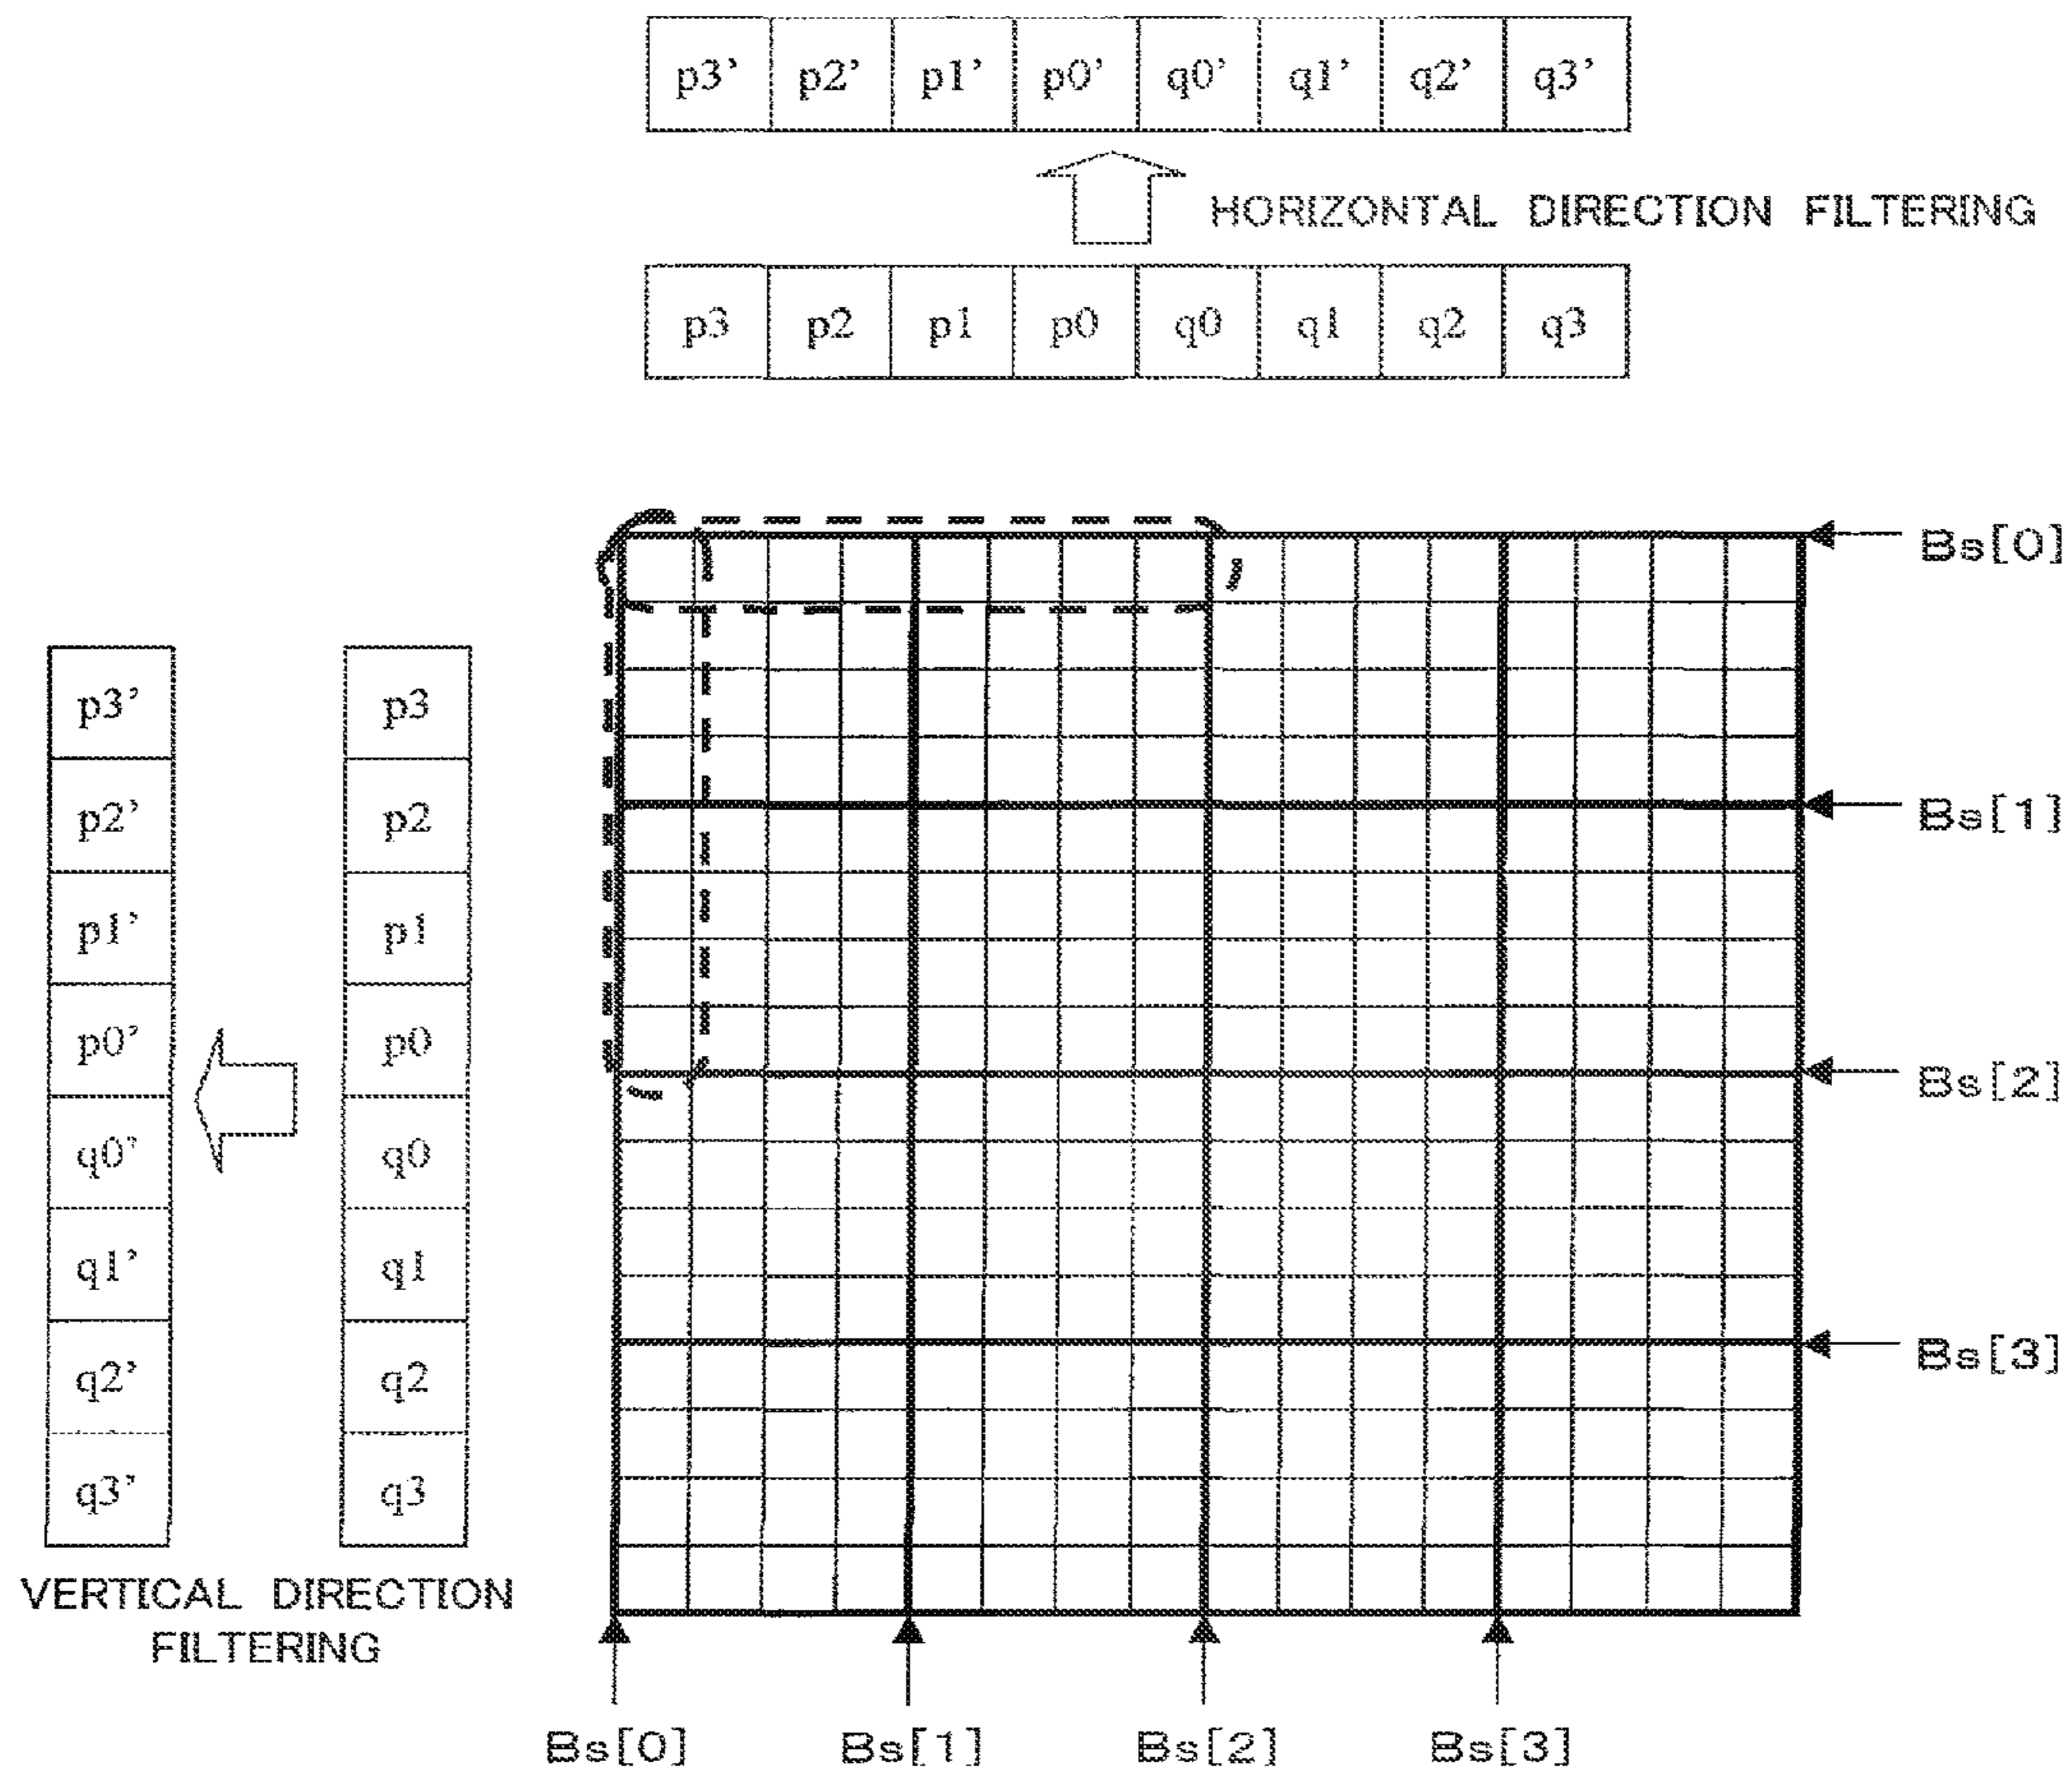 p3’ p2’ p1’ p0’ q0’ q1’ q2’ q3’
HORIZONTAL DIRECTION FILTERING
p3 p2 p1 p0 q0 q1 q2 q3
Bs[0]
Bs[1]
Bs[2]
Bs[3]
p3’ p3
p2’ p2
p1’ p1
p0’ p0
q0’ q0
q1’ q1
q2’ q2
q3’ q3
VERTICAL DIRECTION
FILTERING
Bs[0] Bs[1] Bs[2] Bs[3]